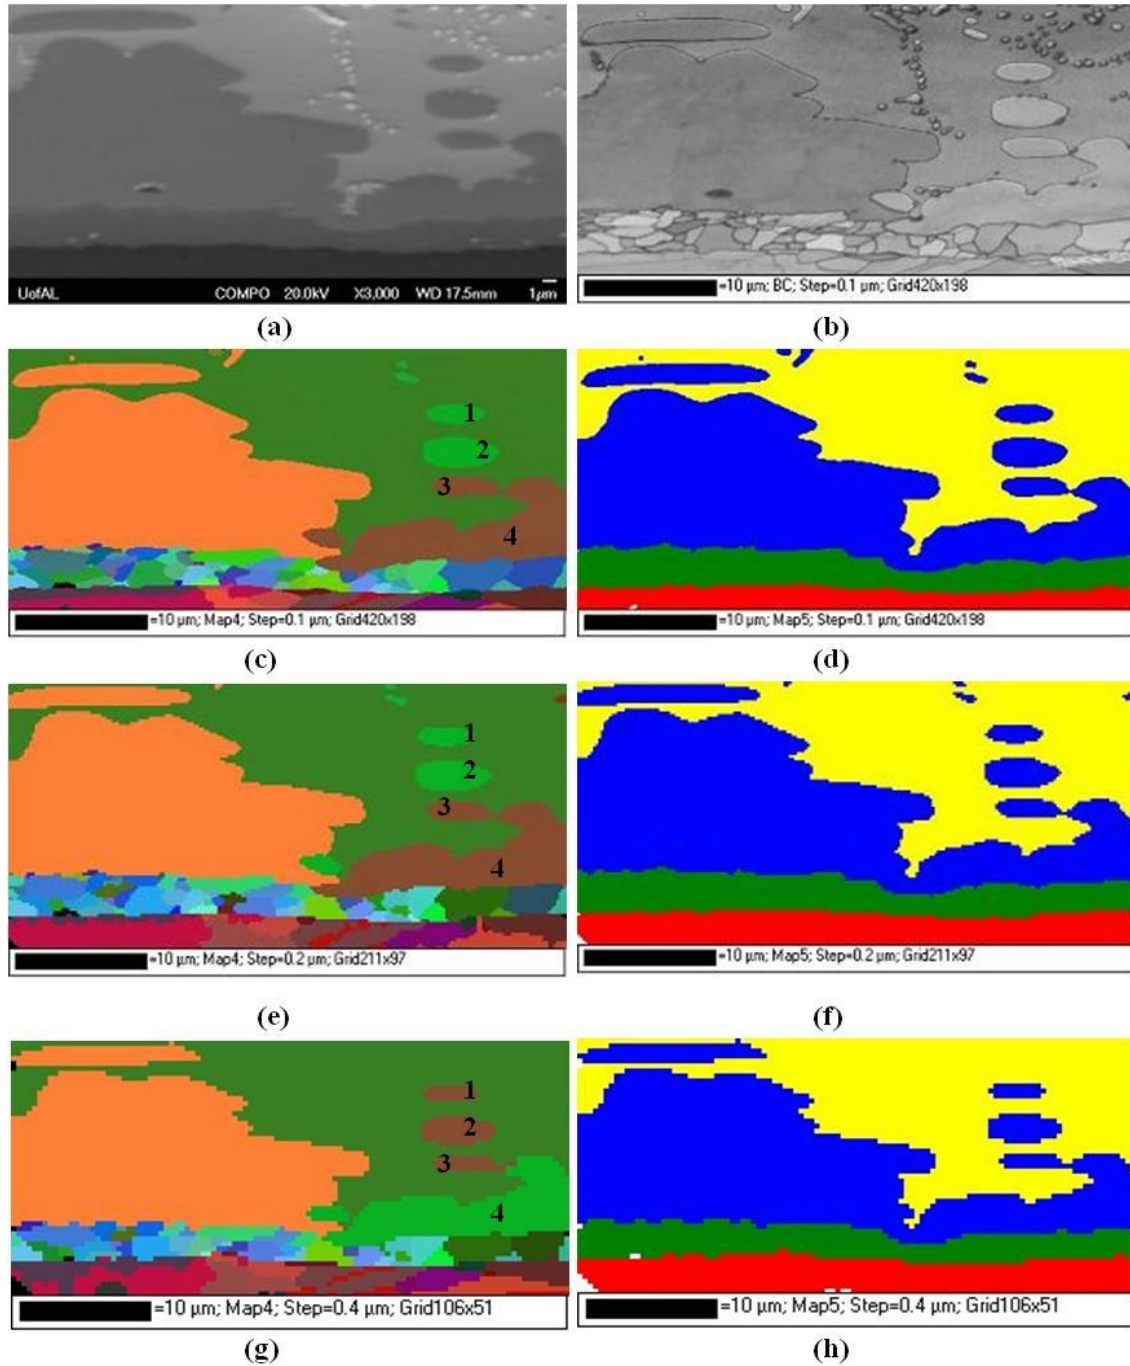 UofAL COMPO 20.0kV X3,000 WD 17.5mm 1μm
=10 μm; BC; Step=0.1 μm; Grid420x198
(a) (b)
1
2
3
4
=10 μm; Map4; Step=0.1 μm; Grid420x198
=10 μm; Map5; Step=0.1 μm; Grid420x198
(c) (d)
1
2
3
4
=10 μm; Map4; Step=0.2 μm; Grid211x97
=10 μm; Map5; Step=0.2 μm; Grid211x97
(e) (f)
1
2
3
4
=10 μm; Map4; Step=0.4 μm; Grid106x51
=10 μm; Map5; Step=0.4 μm; Grid106x51
(g) (h)